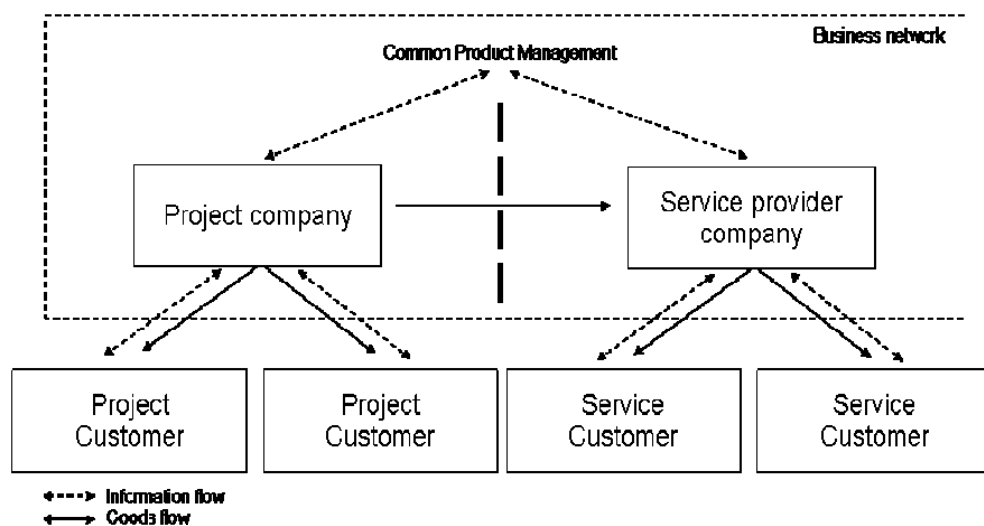 Business network
Common Product Management
Project company
Service provider
company
Project
Customer
Project
Customer
Service
Customer
Service
Customer
Information flow
Goods flow